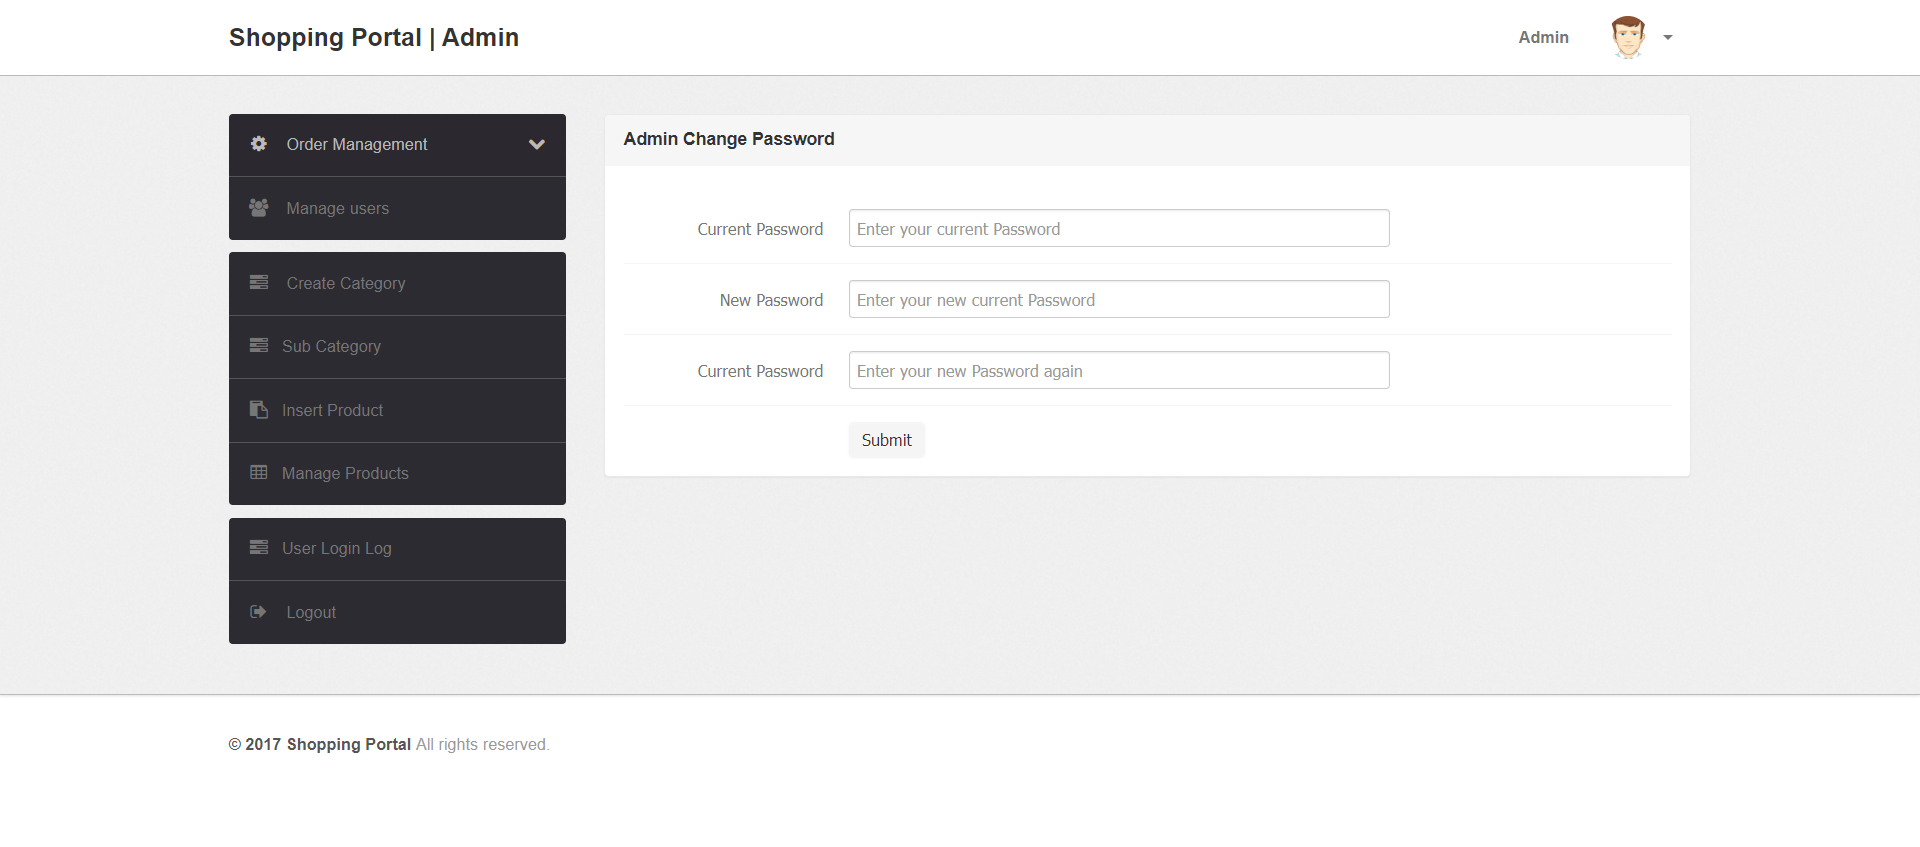 Shopping Portal | Admin
Admin
Order Management
Manage users
Create Category
Sub Category
Insert Product
Manage Products
User Login Log
Logout
Admin Change Password
Current Password
Enter your current Password
New Password
Enter your new current Password
Current Password
Enter your new Password again
Submit
© 2017 Shopping Portal All rights reserved.